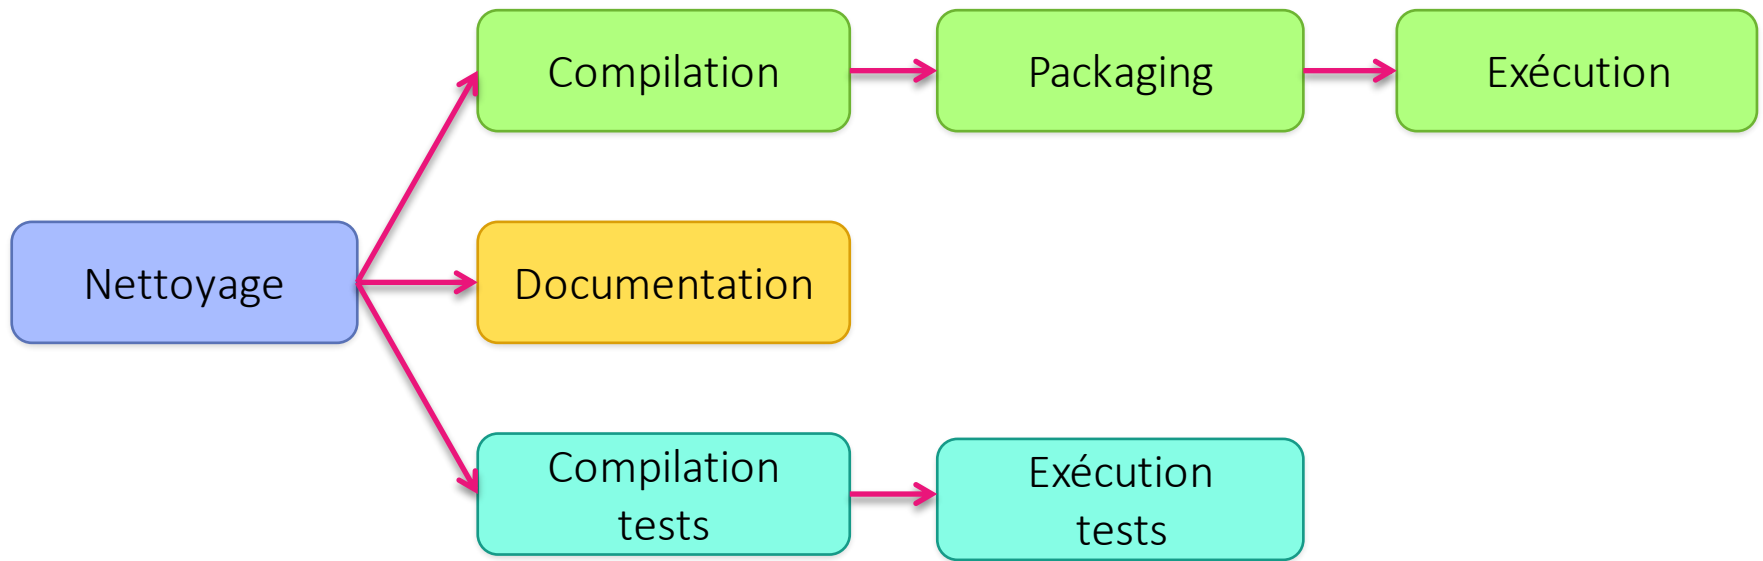 Compilation
Packaging
Exécution
Nettoyage
Documentation
Compilation
tests
Exécution
tests